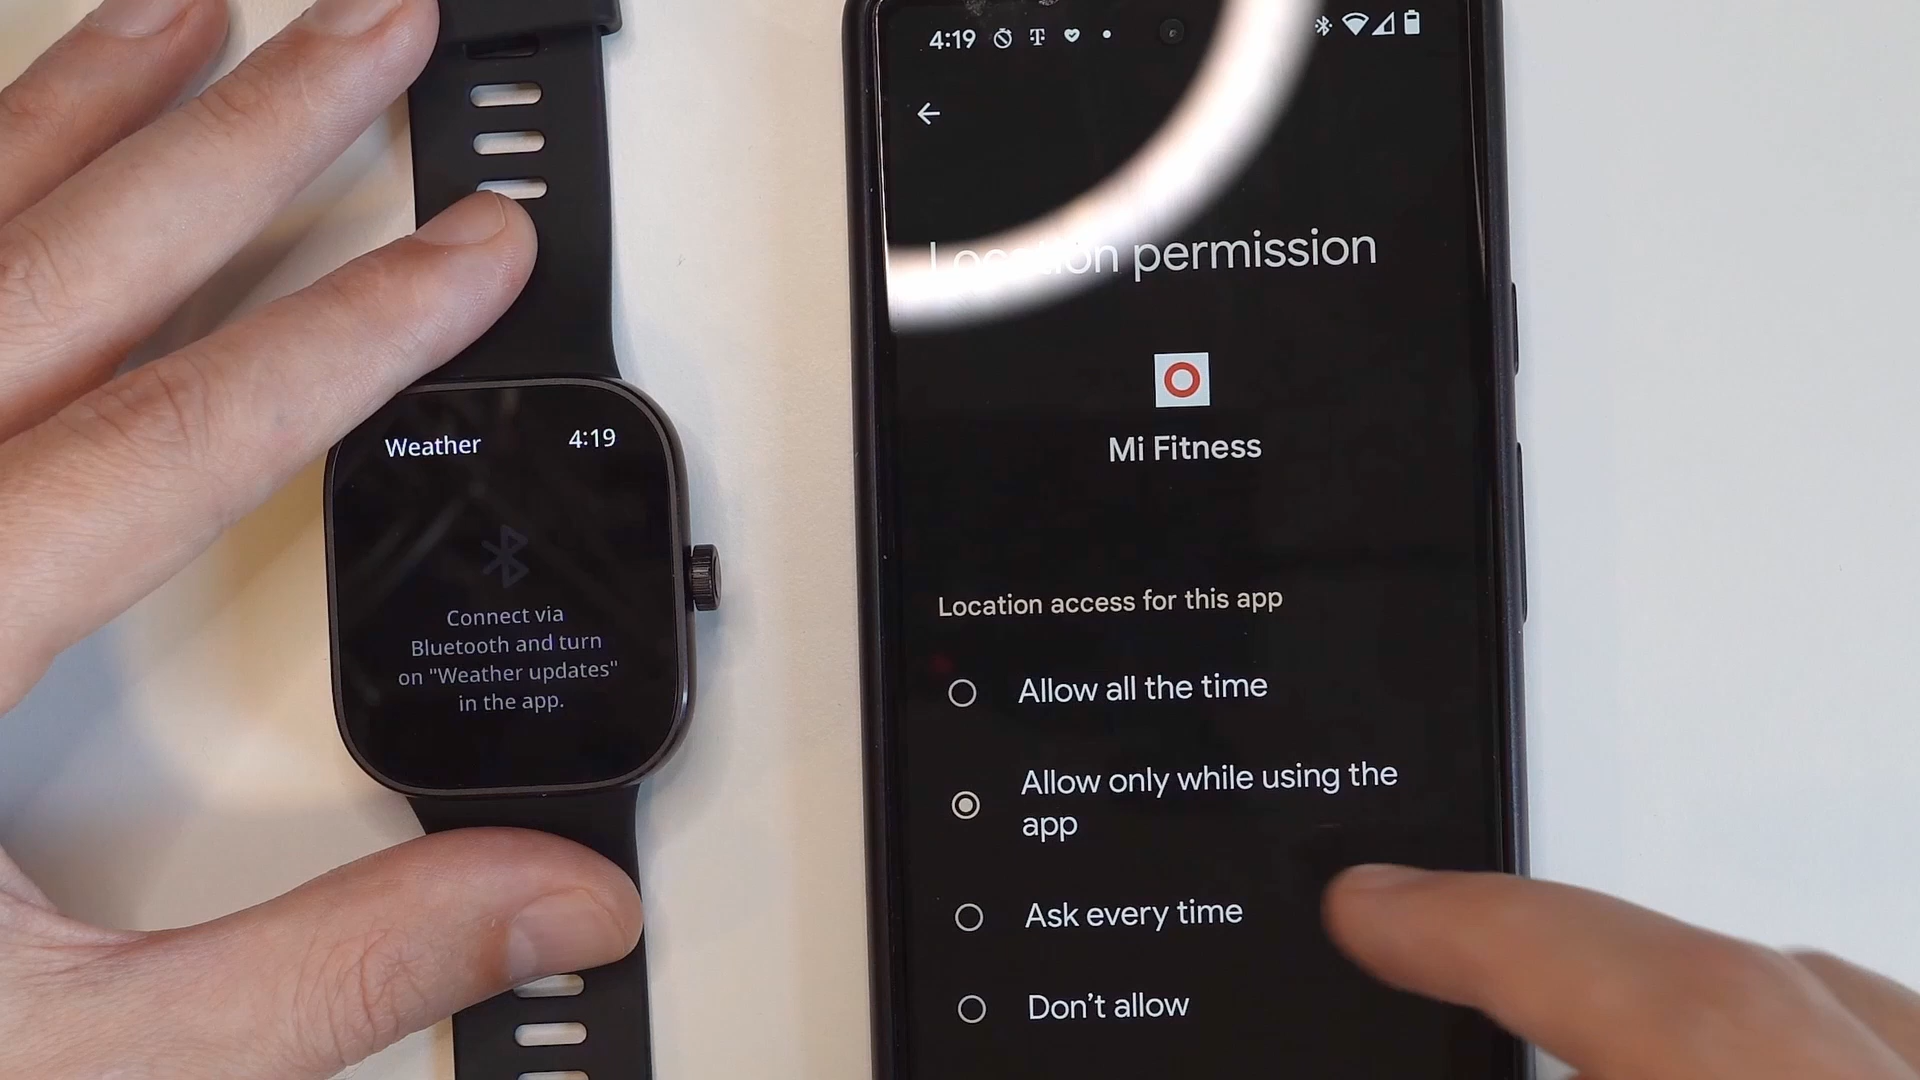 Weather 4:19
Connect via
Bluetooth and turn
on "Weather updates"
in the app.
4:19
Location permission
Mi Fitness
Location access for this app
Allow all the time
Allow only while using the
app
Ask every time
Don't allow